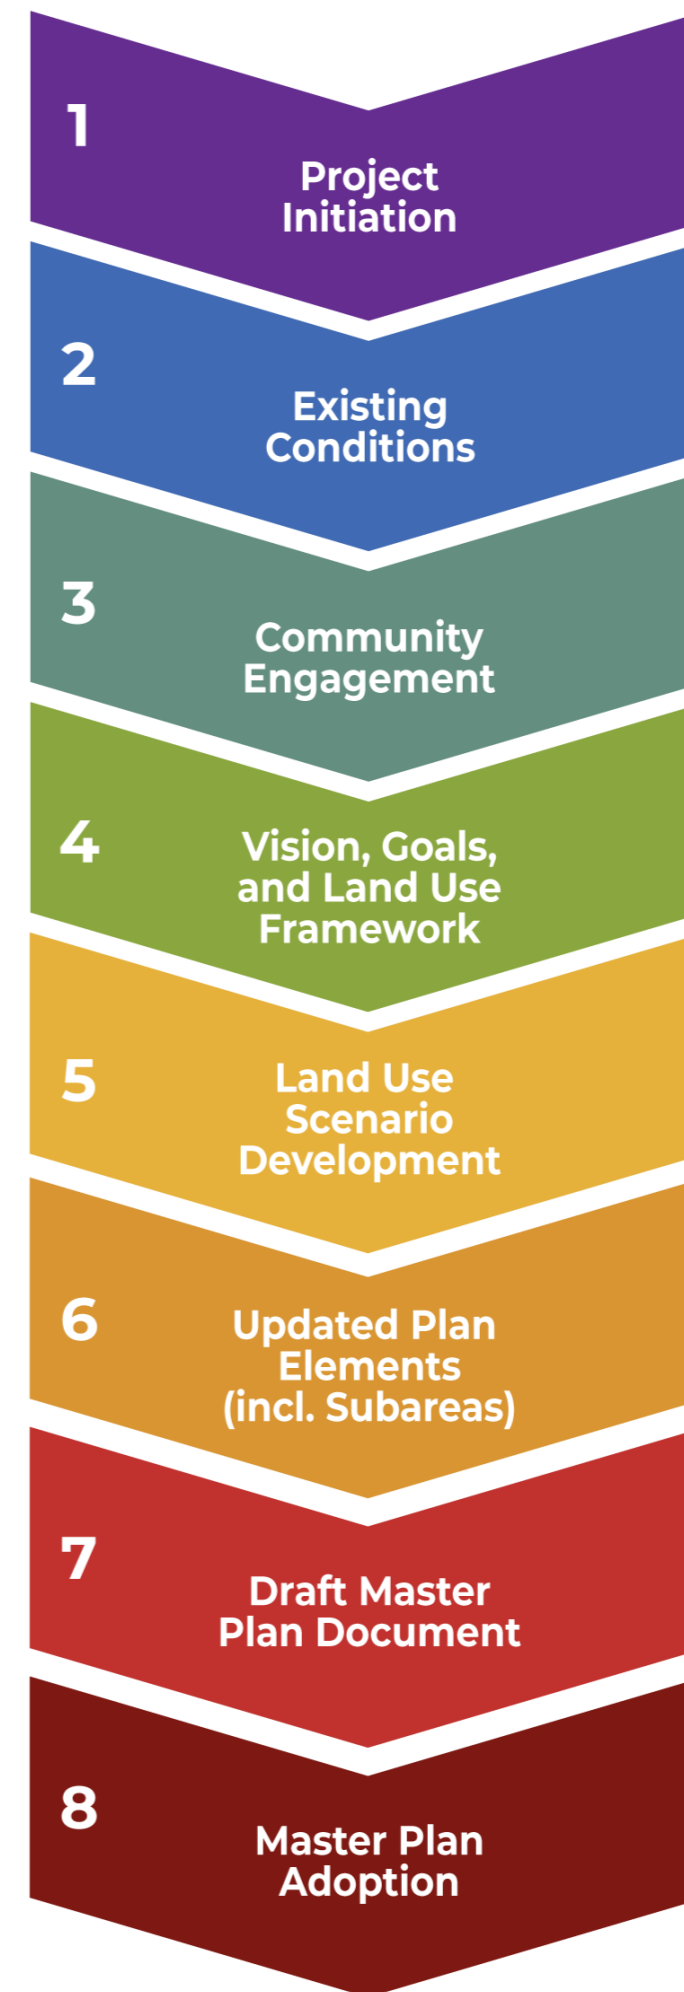 1
Project
Initiation
2
Existing
Conditions
3
Community
Engagement
4
Vision, Goals,
and Land Use
Framework
5
Land Use
Scenario
Development
6
Updated Plan
Elements
(incl. Subareas)
7
Draft Master
Plan Document
8
Master Plan
Adoption